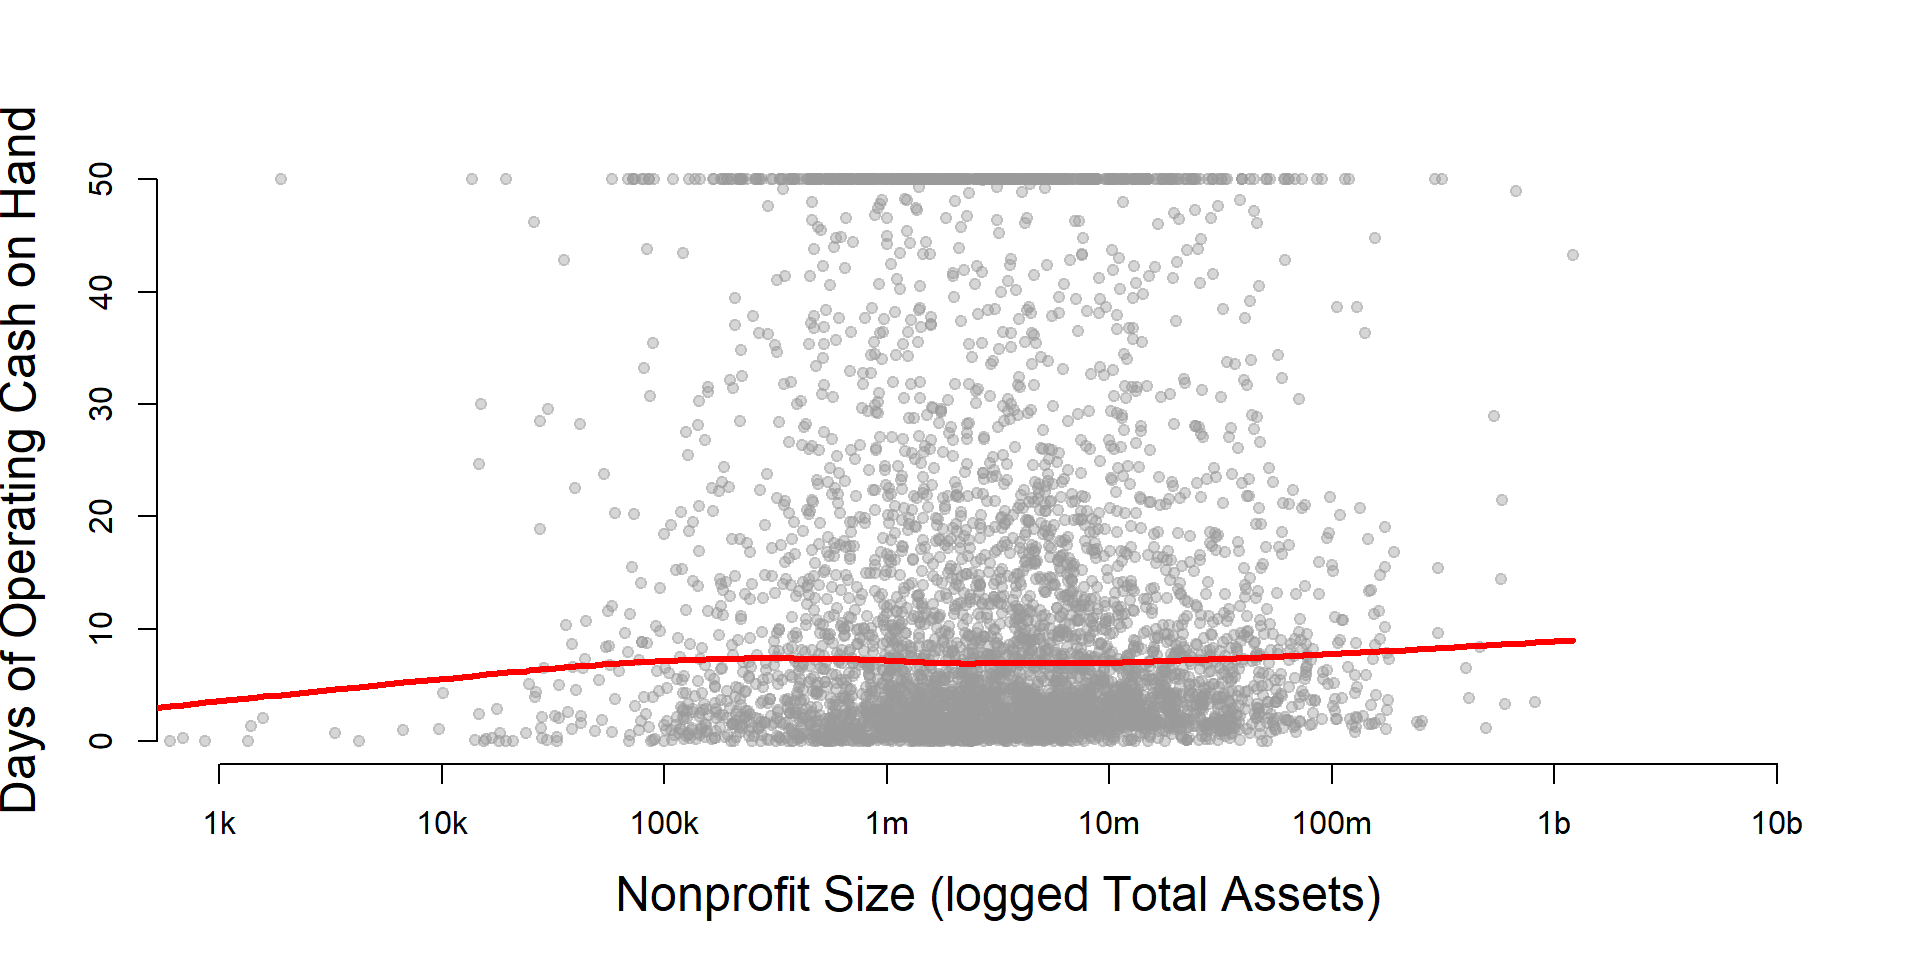 Days of Operating Cash on Hand
50
40
30
20
10
0
1k 10k 100k 1m 10m 100m 1b 10b
Nonprofit Size (logged Total Assets)